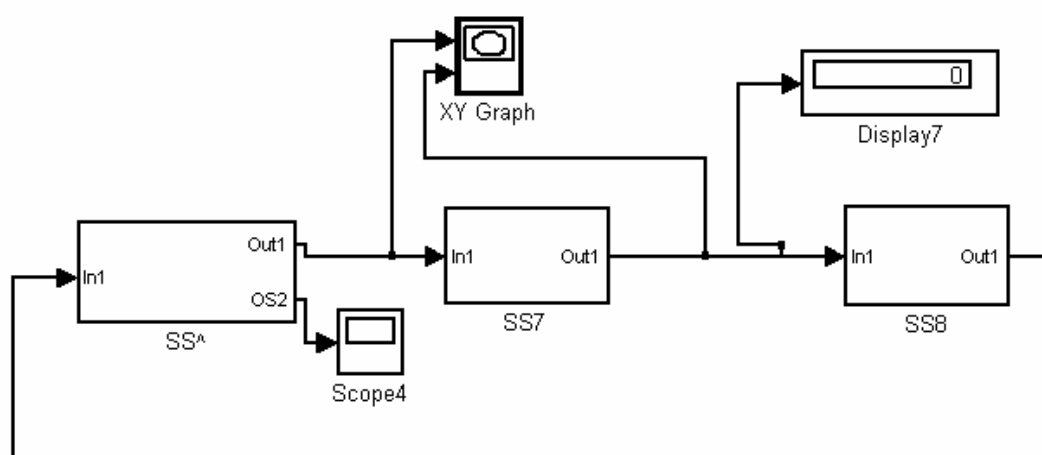 XY Graph
0
Display7
In1
Out1
OS2
SS^
Scope4
In1
Out1
SS7
In1
Out1
SS8